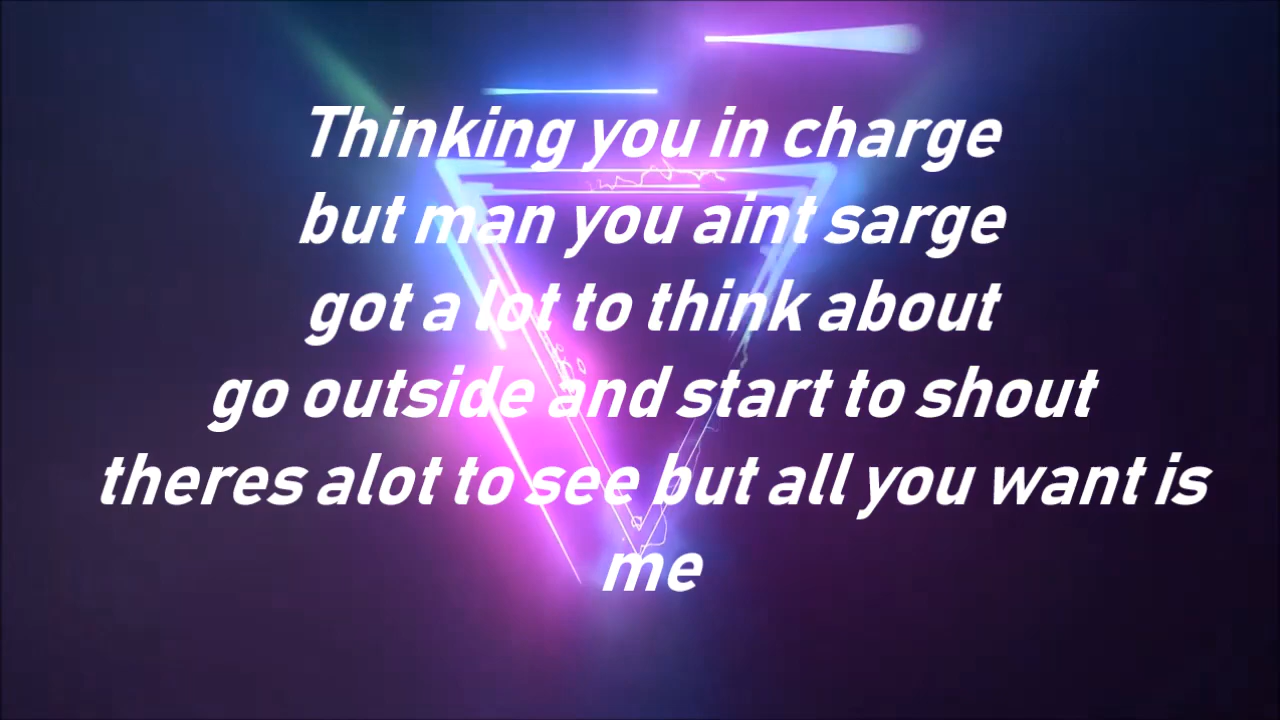 Thinking you in charge
but man you aint sarge
got a lot to think about
go outside and start to shout
theres alot to see but all you want is
me